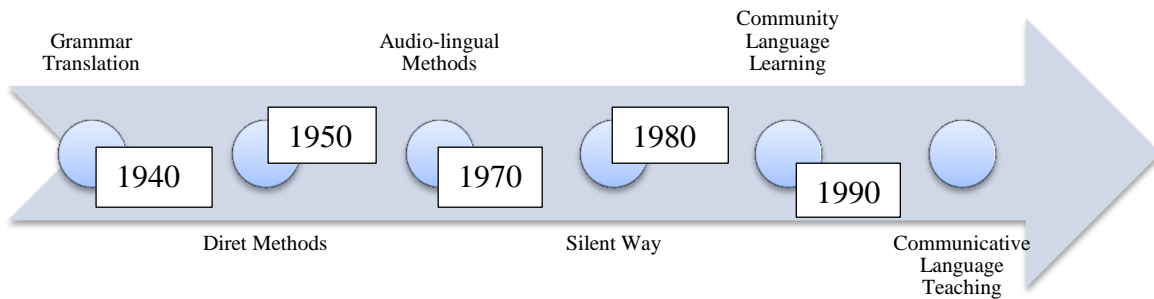 Grammar
Translation
Audio-lingual
Methods
Community
Language
Learning
1940
1950
1970
1980
1990
Diret Methods
Silent Way
Communicative
Language
Teaching